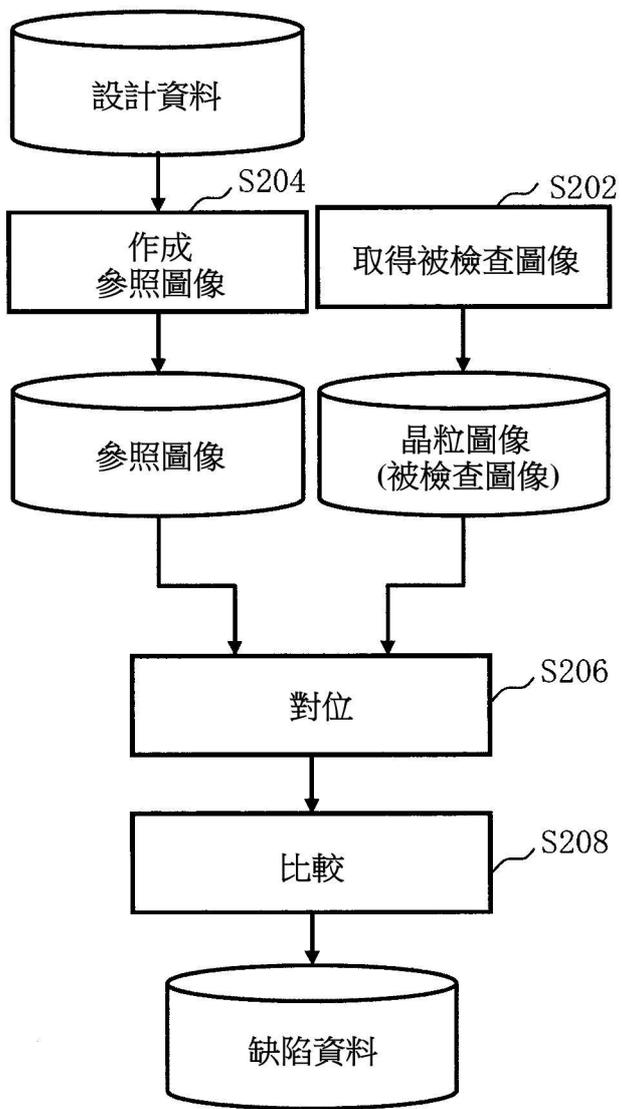 設計資料
S204
S202
作成
參照圖像
取得被檢查圖像
參照圖像
晶粒圖像
(被檢查圖像)
S206
對位
S208
比較
缺陷資料